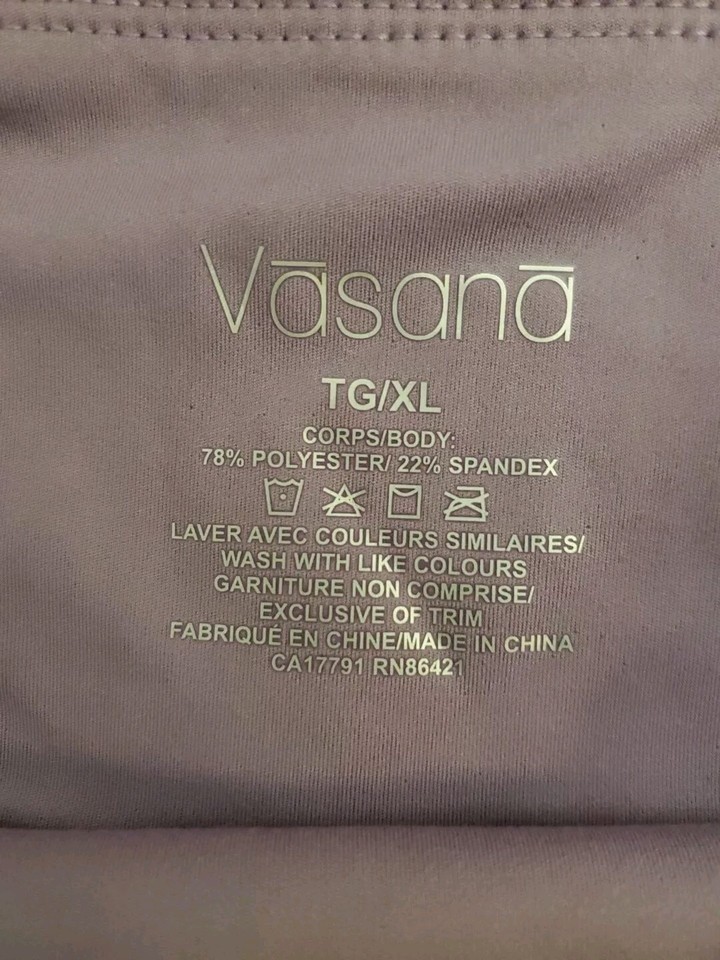 Vāsanā
TG/XL
CORPS/BODY:
78% POLYESTER/ 22% SPANDEX
LAVER AVEC COULEURS SIMILAIRES/
WASH WITH LIKE COLOURS
GARNITURE NON COMPRISE/
EXCLUSIVE OF TRIM
FABRIQUÉ EN CHINE/MADE IN CHINA
CA17791 RN86421